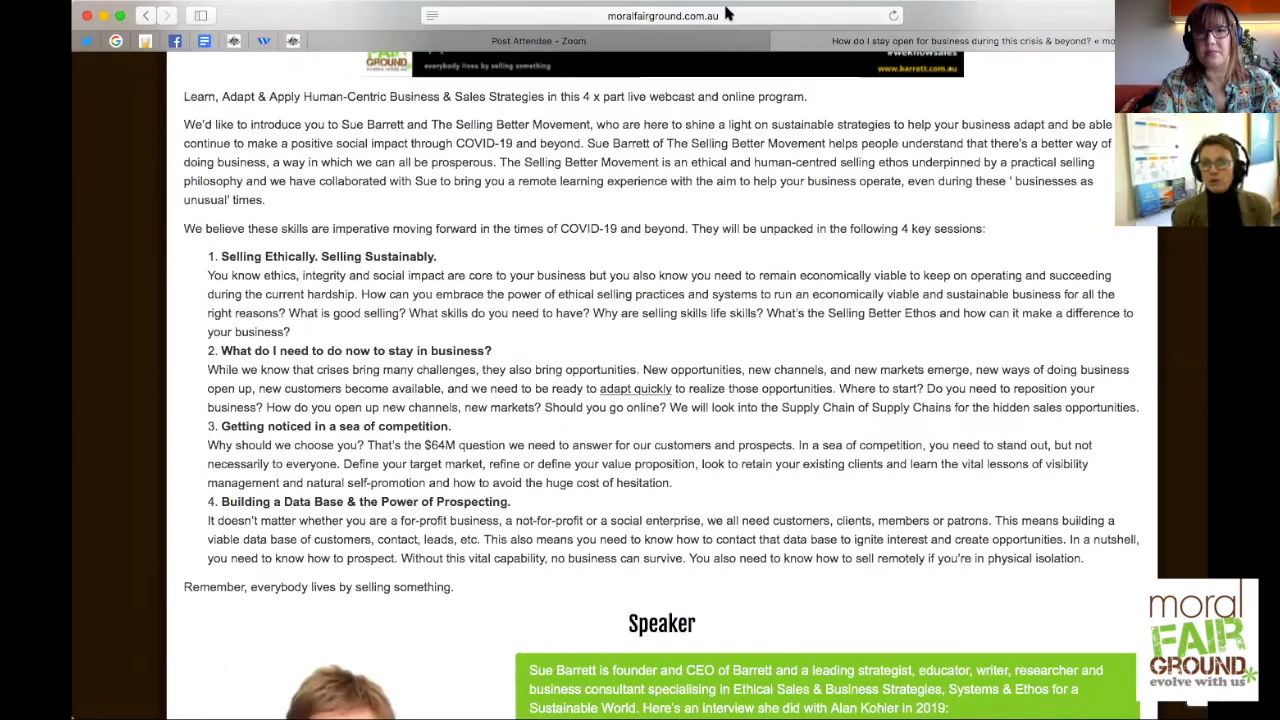 moralfairground.com.au
Post Attendee - Zoom
How do I stay open for business during this crisis & beyond? « mo
FAIR
GROUND
evolve with us
everybody lives by selling something
#weknowsales
www.barrett.com.au
Learn, Adapt & Apply Human-Centric Business & Sales Strategies in this 4 x part live webcast and online program.
We'd like to introduce you to Sue Barrett and The Selling Better Movement, who are here to shine a light on sustainable strategies to help your business adapt and be able
continue to make a positive social impact through COVID-19 and beyond. Sue Barrett of The Selling Better Movement helps people understand that there's a better way of
doing business, a way in which we can all be prosperous. The Selling Better Movement is an ethical and human-centred selling ethos underpinned by a practical selling
philosophy and we have collaborated with Sue to bring you a remote learning experience with the aim to help your business operate, even during these ‘ businesses as
unusual' times.
We believe these skills are imperative moving forward in the times of COVID-19 and beyond. They will be unpacked in the following 4 key sessions:
1. Selling Ethically. Selling Sustainably.
You know ethics, integrity and social impact are core to your business but you also know you need to remain economically viable to keep on operating and succeeding
during the current hardship. How can you embrace the power of ethical selling practices and systems to run an economically viable and sustainable business for all the
right reasons? What is good selling? What skills do you need to have? Why are selling skills life skills? What's the Selling Better Ethos and how can it make a difference to
your business?
2. What do I need to do now to stay in business?
While we know that crises bring many challenges, they also bring opportunities. New opportunities, new channels, and new markets emerge, new ways of doing business
open up, new customers become available, and we need to be ready to adapt quickly to realize those opportunities. Where to start? Do you need to reposition your
business? How do you open up new channels, new markets? Should you go online? We will look into the Supply Chain of Supply Chains for the hidden sales opportunities.
3. Getting noticed in a sea of competition.
Why should we choose you? That's the $64M question we need to answer for our customers and prospects. In a sea of competition, you need to stand out, but not
necessarily to everyone. Define your target market, refine or define your value proposition, look to retain your existing clients and learn the vital lessons of visibility
management and natural self-promotion and how to avoid the huge cost of hesitation.
4. Building a Data Base & the Power of Prospecting.
It doesn't matter whether you are a for-profit business, a not-for-profit or a social enterprise, we all need customers, clients, members or patrons. This means building a
viable data base of customers, contact, leads, etc. This also means you need to know how to contact that data base to ignite interest and create opportunities. In a nutshell,
you need to know how to prospect. Without this vital capability, no business can survive. You also need to know how to sell remotely if you're in physical isolation.
Remember, everybody lives by selling something.
Speaker
Sue Barrett is founder and CEO of Barrett and a leading strategist, educator, writer, researcher and
business consultant specialising in Ethical Sales & Business Strategies, Systems & Ethos for a
Sustainable World. Here's an interview she did with Alan Kohler in 2019:
moral
FAIR
GROUND
evolve with us